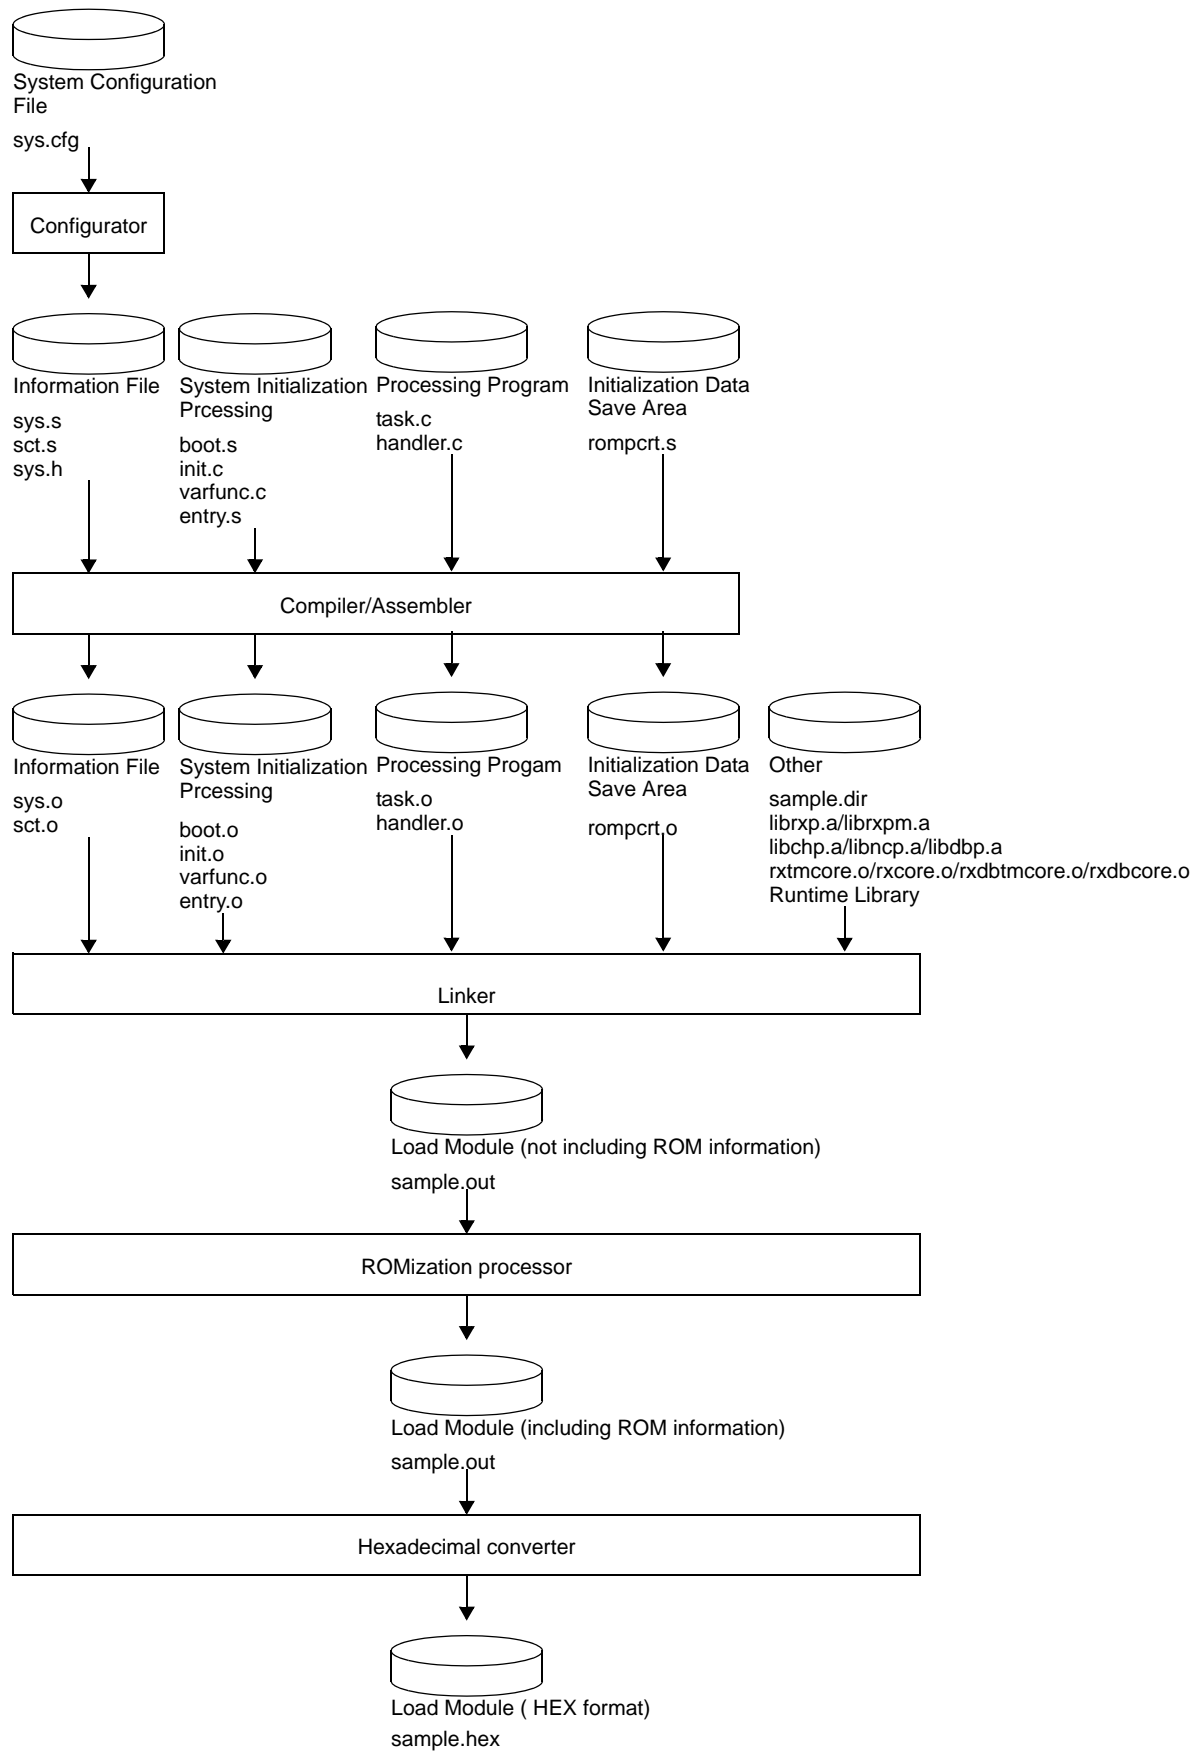 System Configuration
File
sys.cfg
Configurator
Information File
sys.s
sct.s
sys.h
System Initialization
Prcessing
boot.s
init.c
varfunc.c
entry.s
Processing Program
task.c
handler.c
Initialization Data
Save Area
rompcrt.s
Compiler/Assembler
Information File
sys.o
sct.o
System Initialization
Prcessing
boot.o
init.o
varfunc.o
entry.o
Processing Progam
task.o
handler.o
Initialization Data
Save Area
rompcrt.o
Other
sample.dir
librxp.a/librxpm.a
libchp.a/libncp.a/libdbp.a
rxtmcore.o/rxcore.o/rxdbtmcore.o/rxdbcore.o
Runtime Library
Linker
Load Module (not including ROM information)
sample.out
ROMization processor
Load Module (including ROM information)
sample.out
Hexadecimal converter
Load Module ( HEX format)
sample.hex